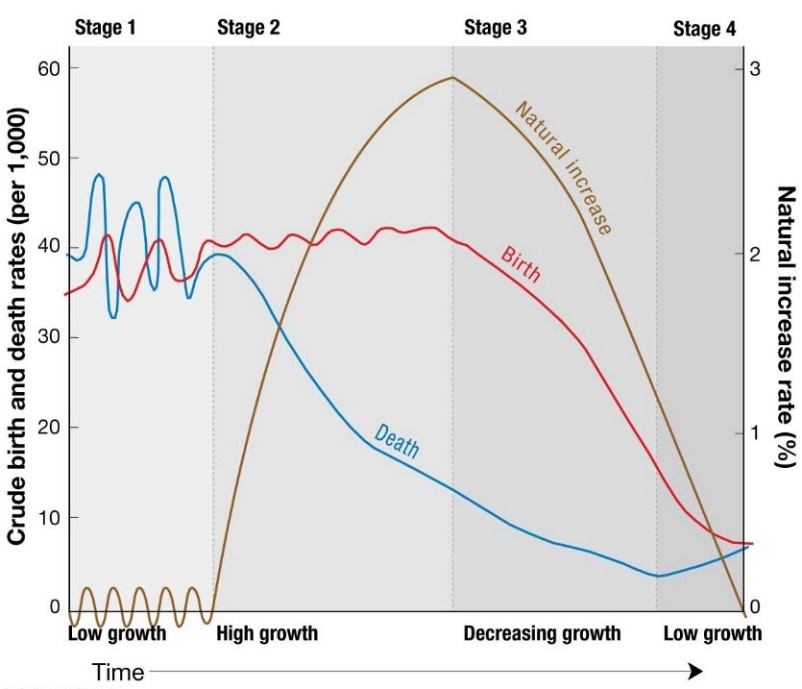 Stage 1 Stage 2 Stage 3 Stage 4
Crude birth and death rates (per 1,000)
60
50
40
30
20
10
0
Natural increase
Birth
Death
3
2
1
0
Natural increase rate (%)
Low growth High growth Decreasing growth Low growth
Time